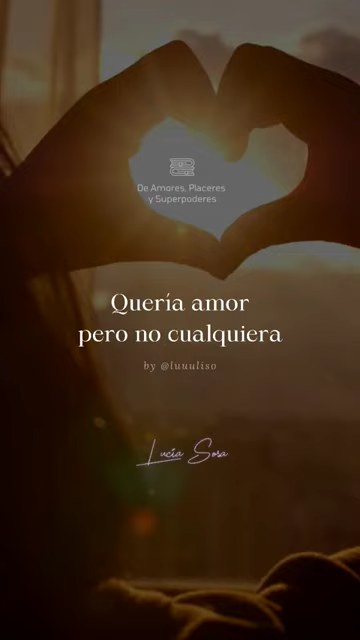 De Amores, Placeres
y Superpoderes
Quería amor
pero no cualquiera
by @luuuliso
Lucía Sosa